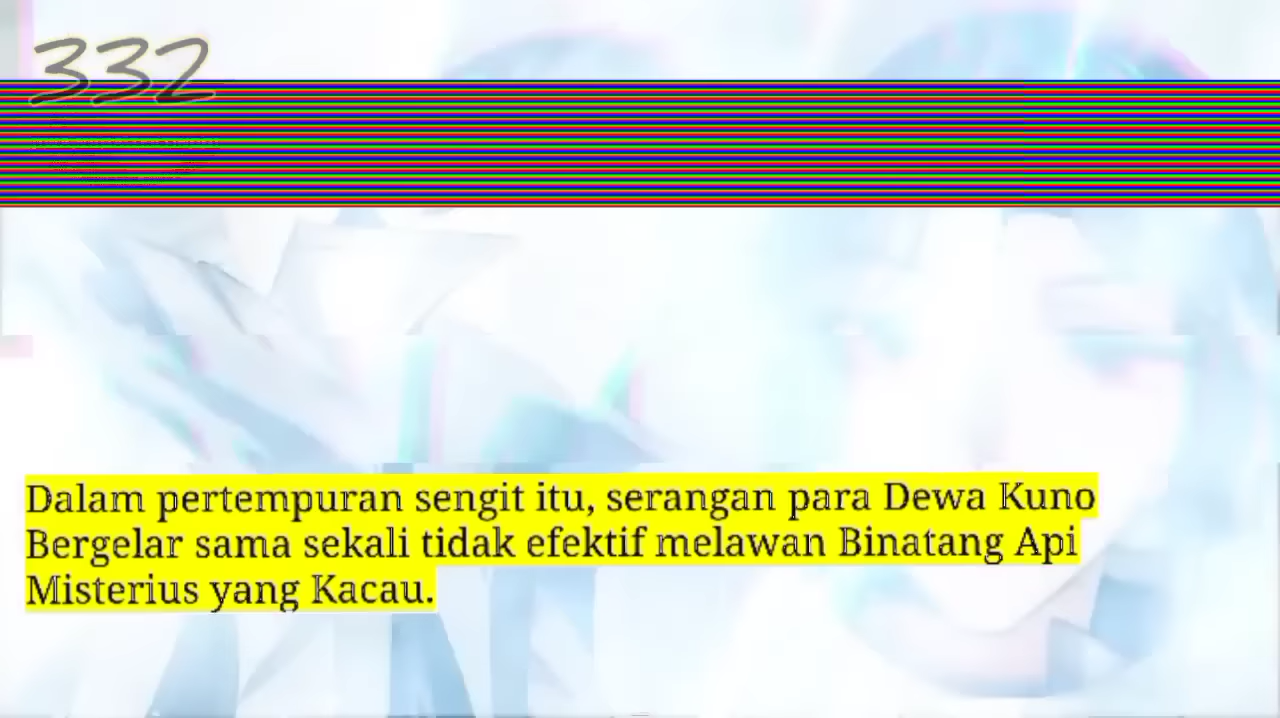 332
Dalam pertempuran sengit itu, serangan para Dewa Kuno
Bergelar sama sekali tidak efektif melawan Binatang Api
Misterius yang Kacau.